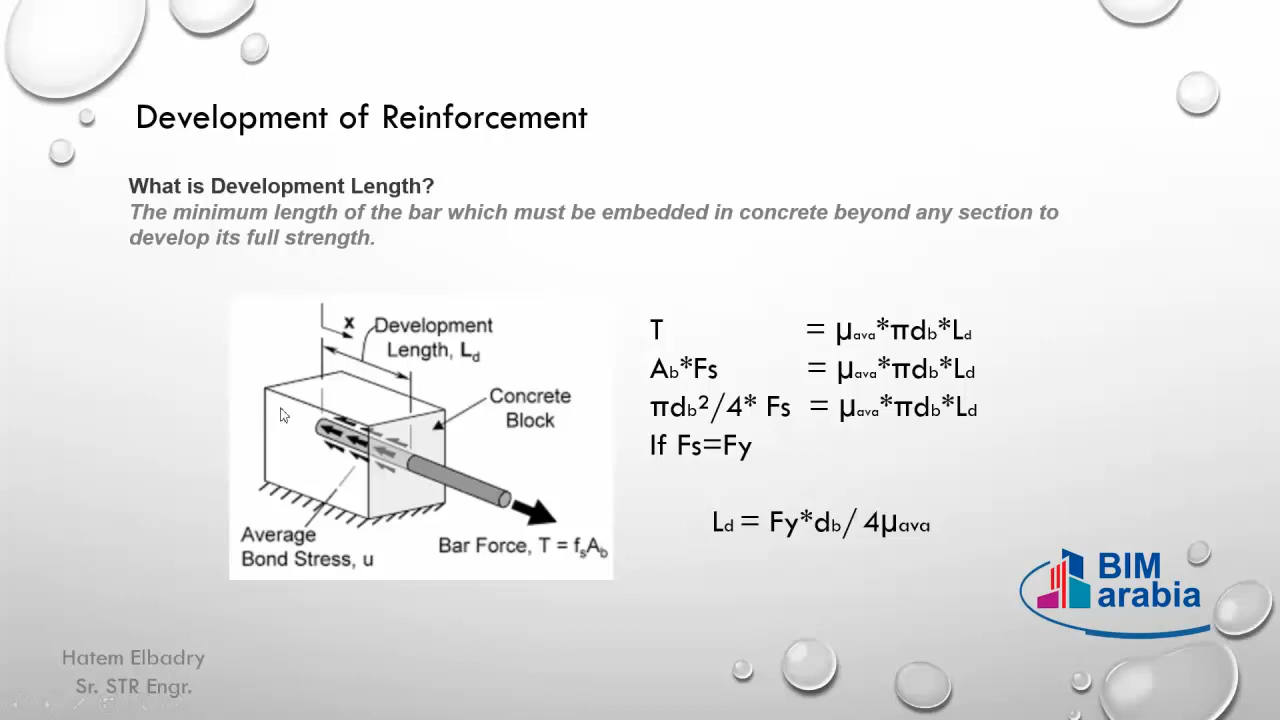 Development of Reinforcement
What is Development Length?
The minimum length of the bar which must be embedded in concrete beyond any section to
develop its full strength.
x
Development
Length, Ld
Concrete
Block
Average
Bond Stress, u
Bar Force, T = fsAb
T = µava*πdb*Ld
Ab*Fs = µava*πdb*Ld
πdb²/4* Fs = µava*πdb*Ld
If Fs=Fy
Ld = Fy*db/ 4µava
BIM
arabia
Hatem Elbadry
Sr. STR Engr.